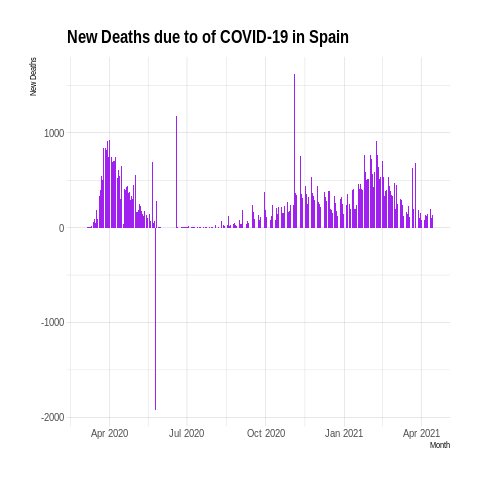 New Deaths due to of COVID-19 in Spain
New Deaths
1000
0
-1000
-2000
Apr 2020 Jul 2020 Oct 2020 Jan 2021 Apr 2021
Month